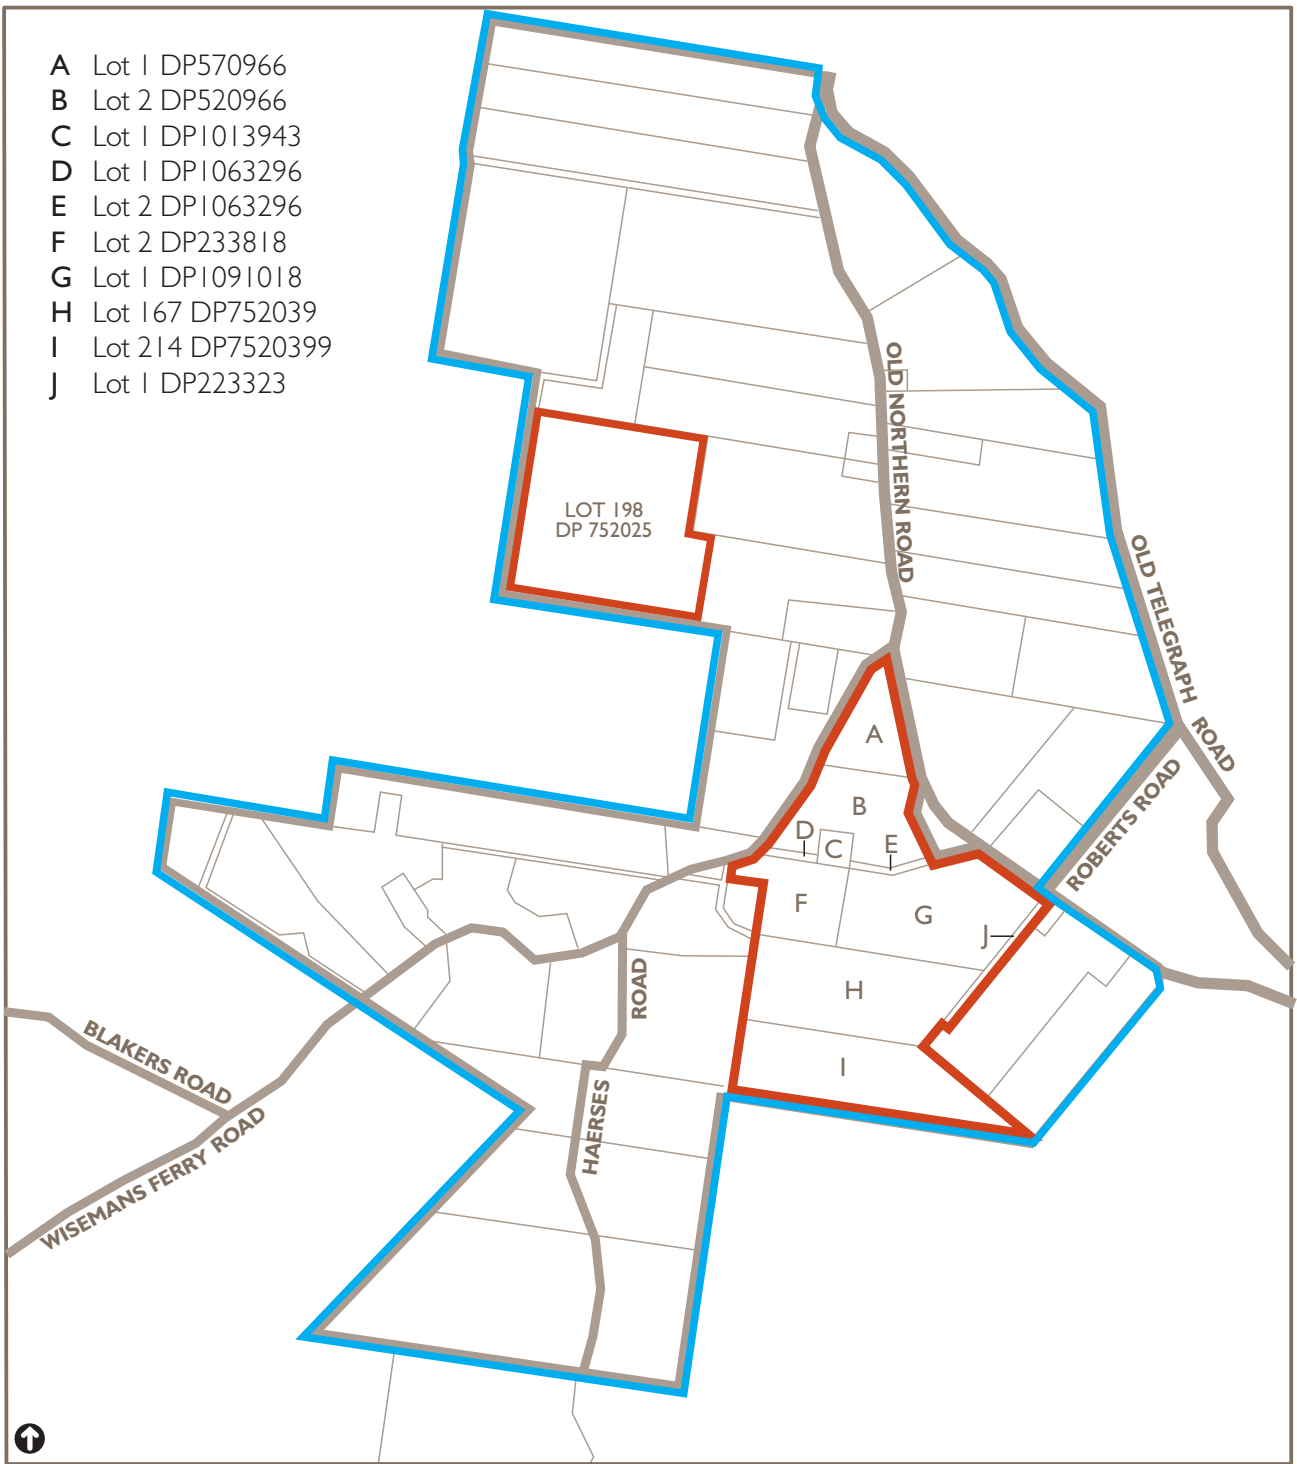 A Lot 1 DP570966
B Lot 2 DP520966
C Lot 1 DP1013943
D Lot 1 DP1063296
E Lot 2 DP1063296
F Lot 2 DP233818
G Lot 1 DP1091018
H Lot 167 DP752039
I Lot 214 DP7520399
J Lot 1 DP223323
OLD NORTHERN ROAD
LOT 198
DP 752025
OLD TELEGRAPH ROAD
ROBERTS ROAD
A
B
D
C
E
F
G
J
H
I
HAERSES ROAD
BLAKERS ROAD
WISEMANS FERRY ROAD